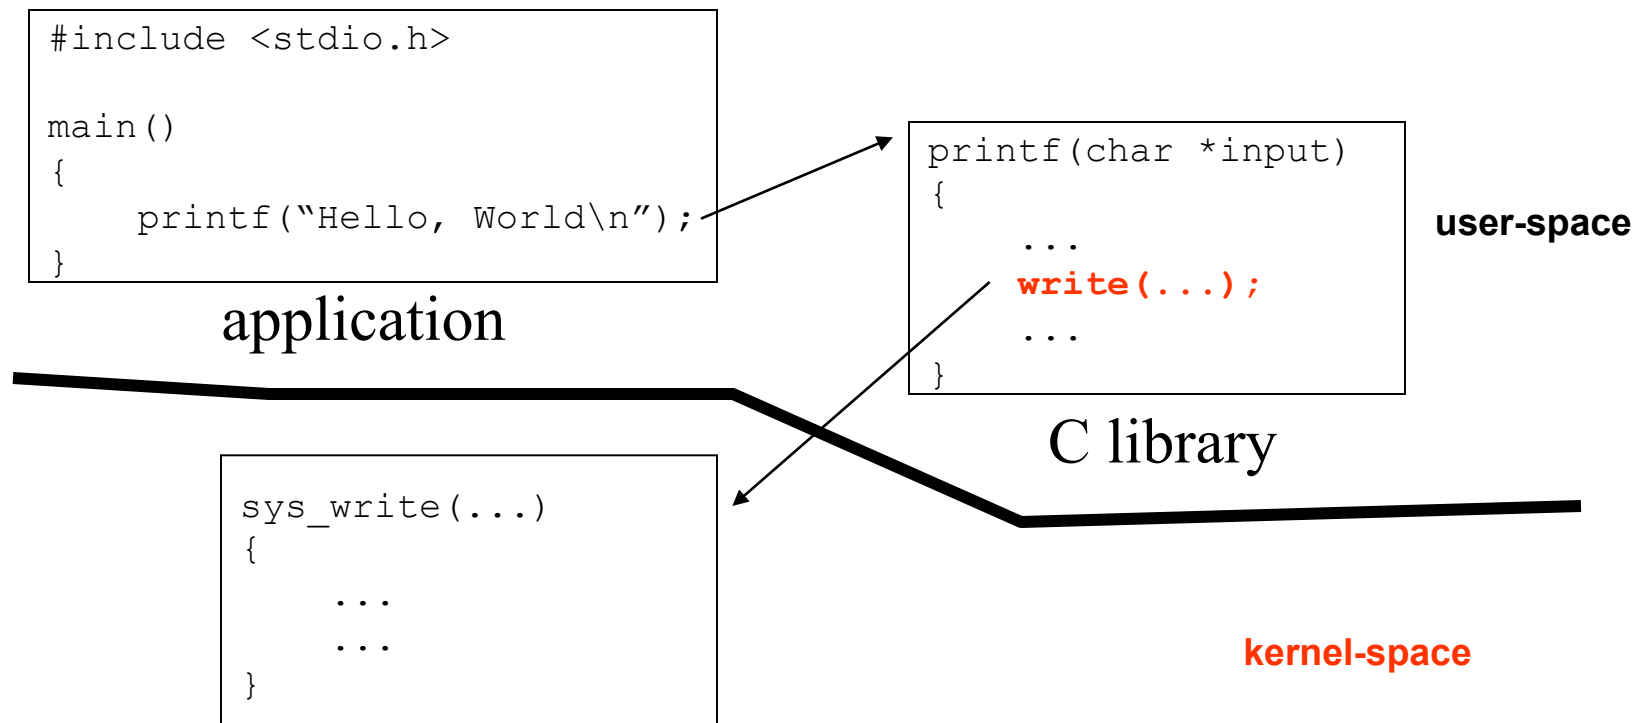 #include <stdio.h>
main()
{
printf(“Hello, World\n”);
}
application
printf(char *input)
{
...
write(...);
...
}
C library
user-space
sys_write(...)
{
...
...
}
kernel-space